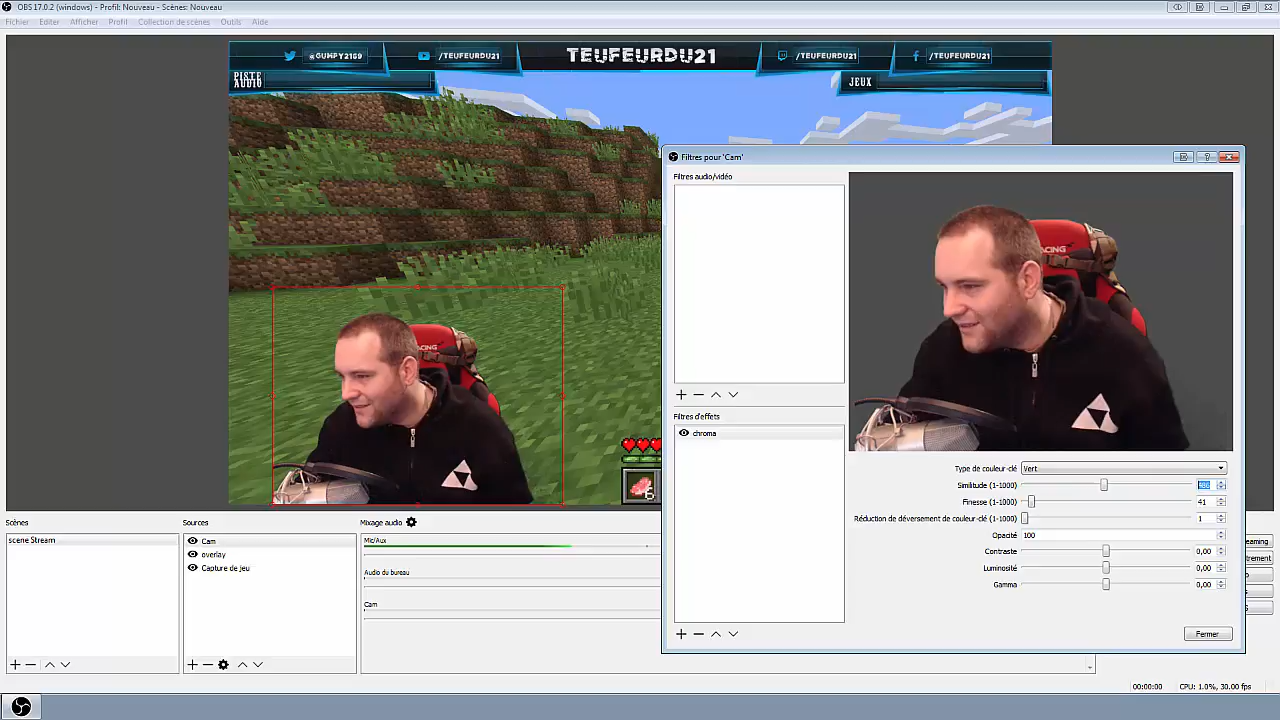 OBS 17.0.2 (windows) - Profil: Nouveau - Scènes: Nouveau
Fichier Editer Afficher Profil Collection de scènes Outils Aide
@GUMPY2189 /TEUFEURDU21 TEUFEURDU21 /TEUFEURDU21 /TEUFEURDU21
PISTE AUDIO
JEUX
Filtres pour 'Cam'
Filtres audio/vidéo
RACING
RACING
Filtres d'effets
chroma
Type de couleur-clé Vert
Similitude (1-1000)
Finesse (1-1000) 41
Réduction de déversement de couleur-clé (1-1000) 1
Opacité 100
Contraste 0,00
Luminosité 0,00
Gamma 0,00
Fermer
6
Scènes
scene Stream
Sources
Cam
overlay
Capture de jeu
Mixage audio
Mic/Aux
Audio du bureau
Cam
00:00:00 CPU: 1.0%, 30.00 fps